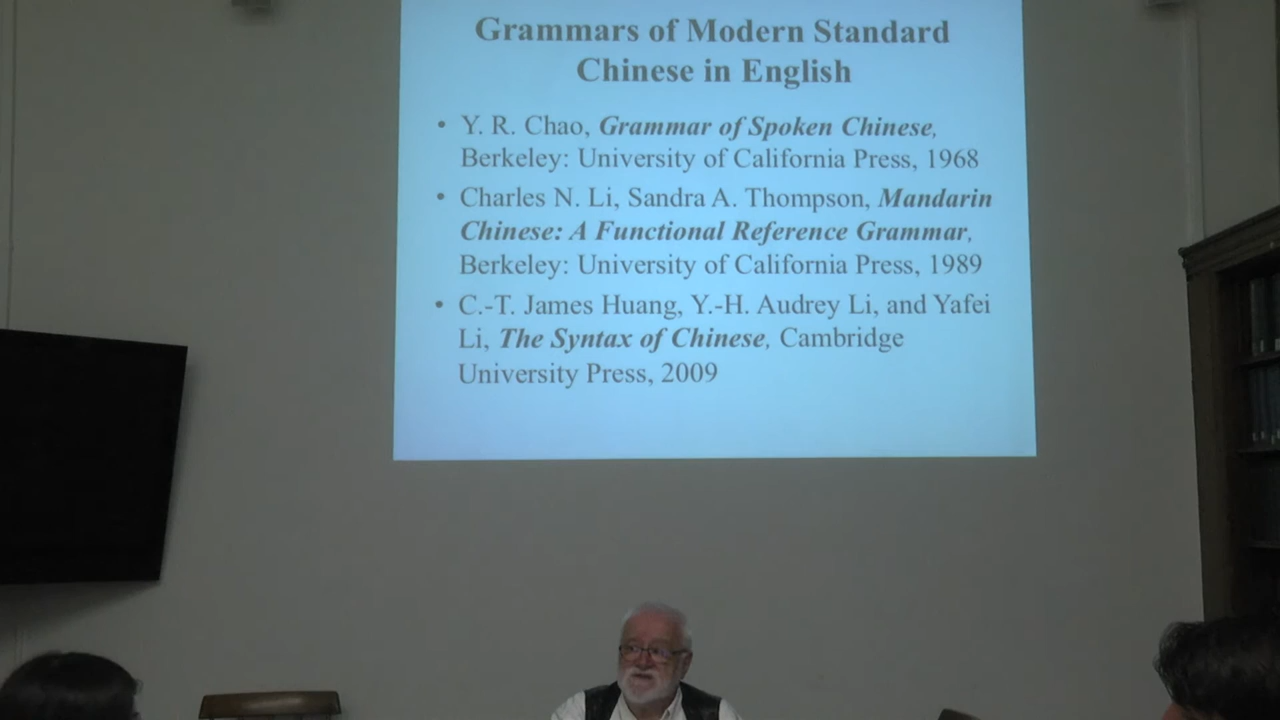 Grammars of Modern Standard
Chinese in English
• Y. R. Chao, Grammar of Spoken Chinese,
Berkeley: University of California Press, 1968
• Charles N. Li, Sandra A. Thompson, Mandarin
Chinese: A Functional Reference Grammar,
Berkeley: University of California Press, 1989
• C.-T. James Huang, Y.-H. Audrey Li, and Yafei
Li, The Syntax of Chinese, Cambridge
University Press, 2009